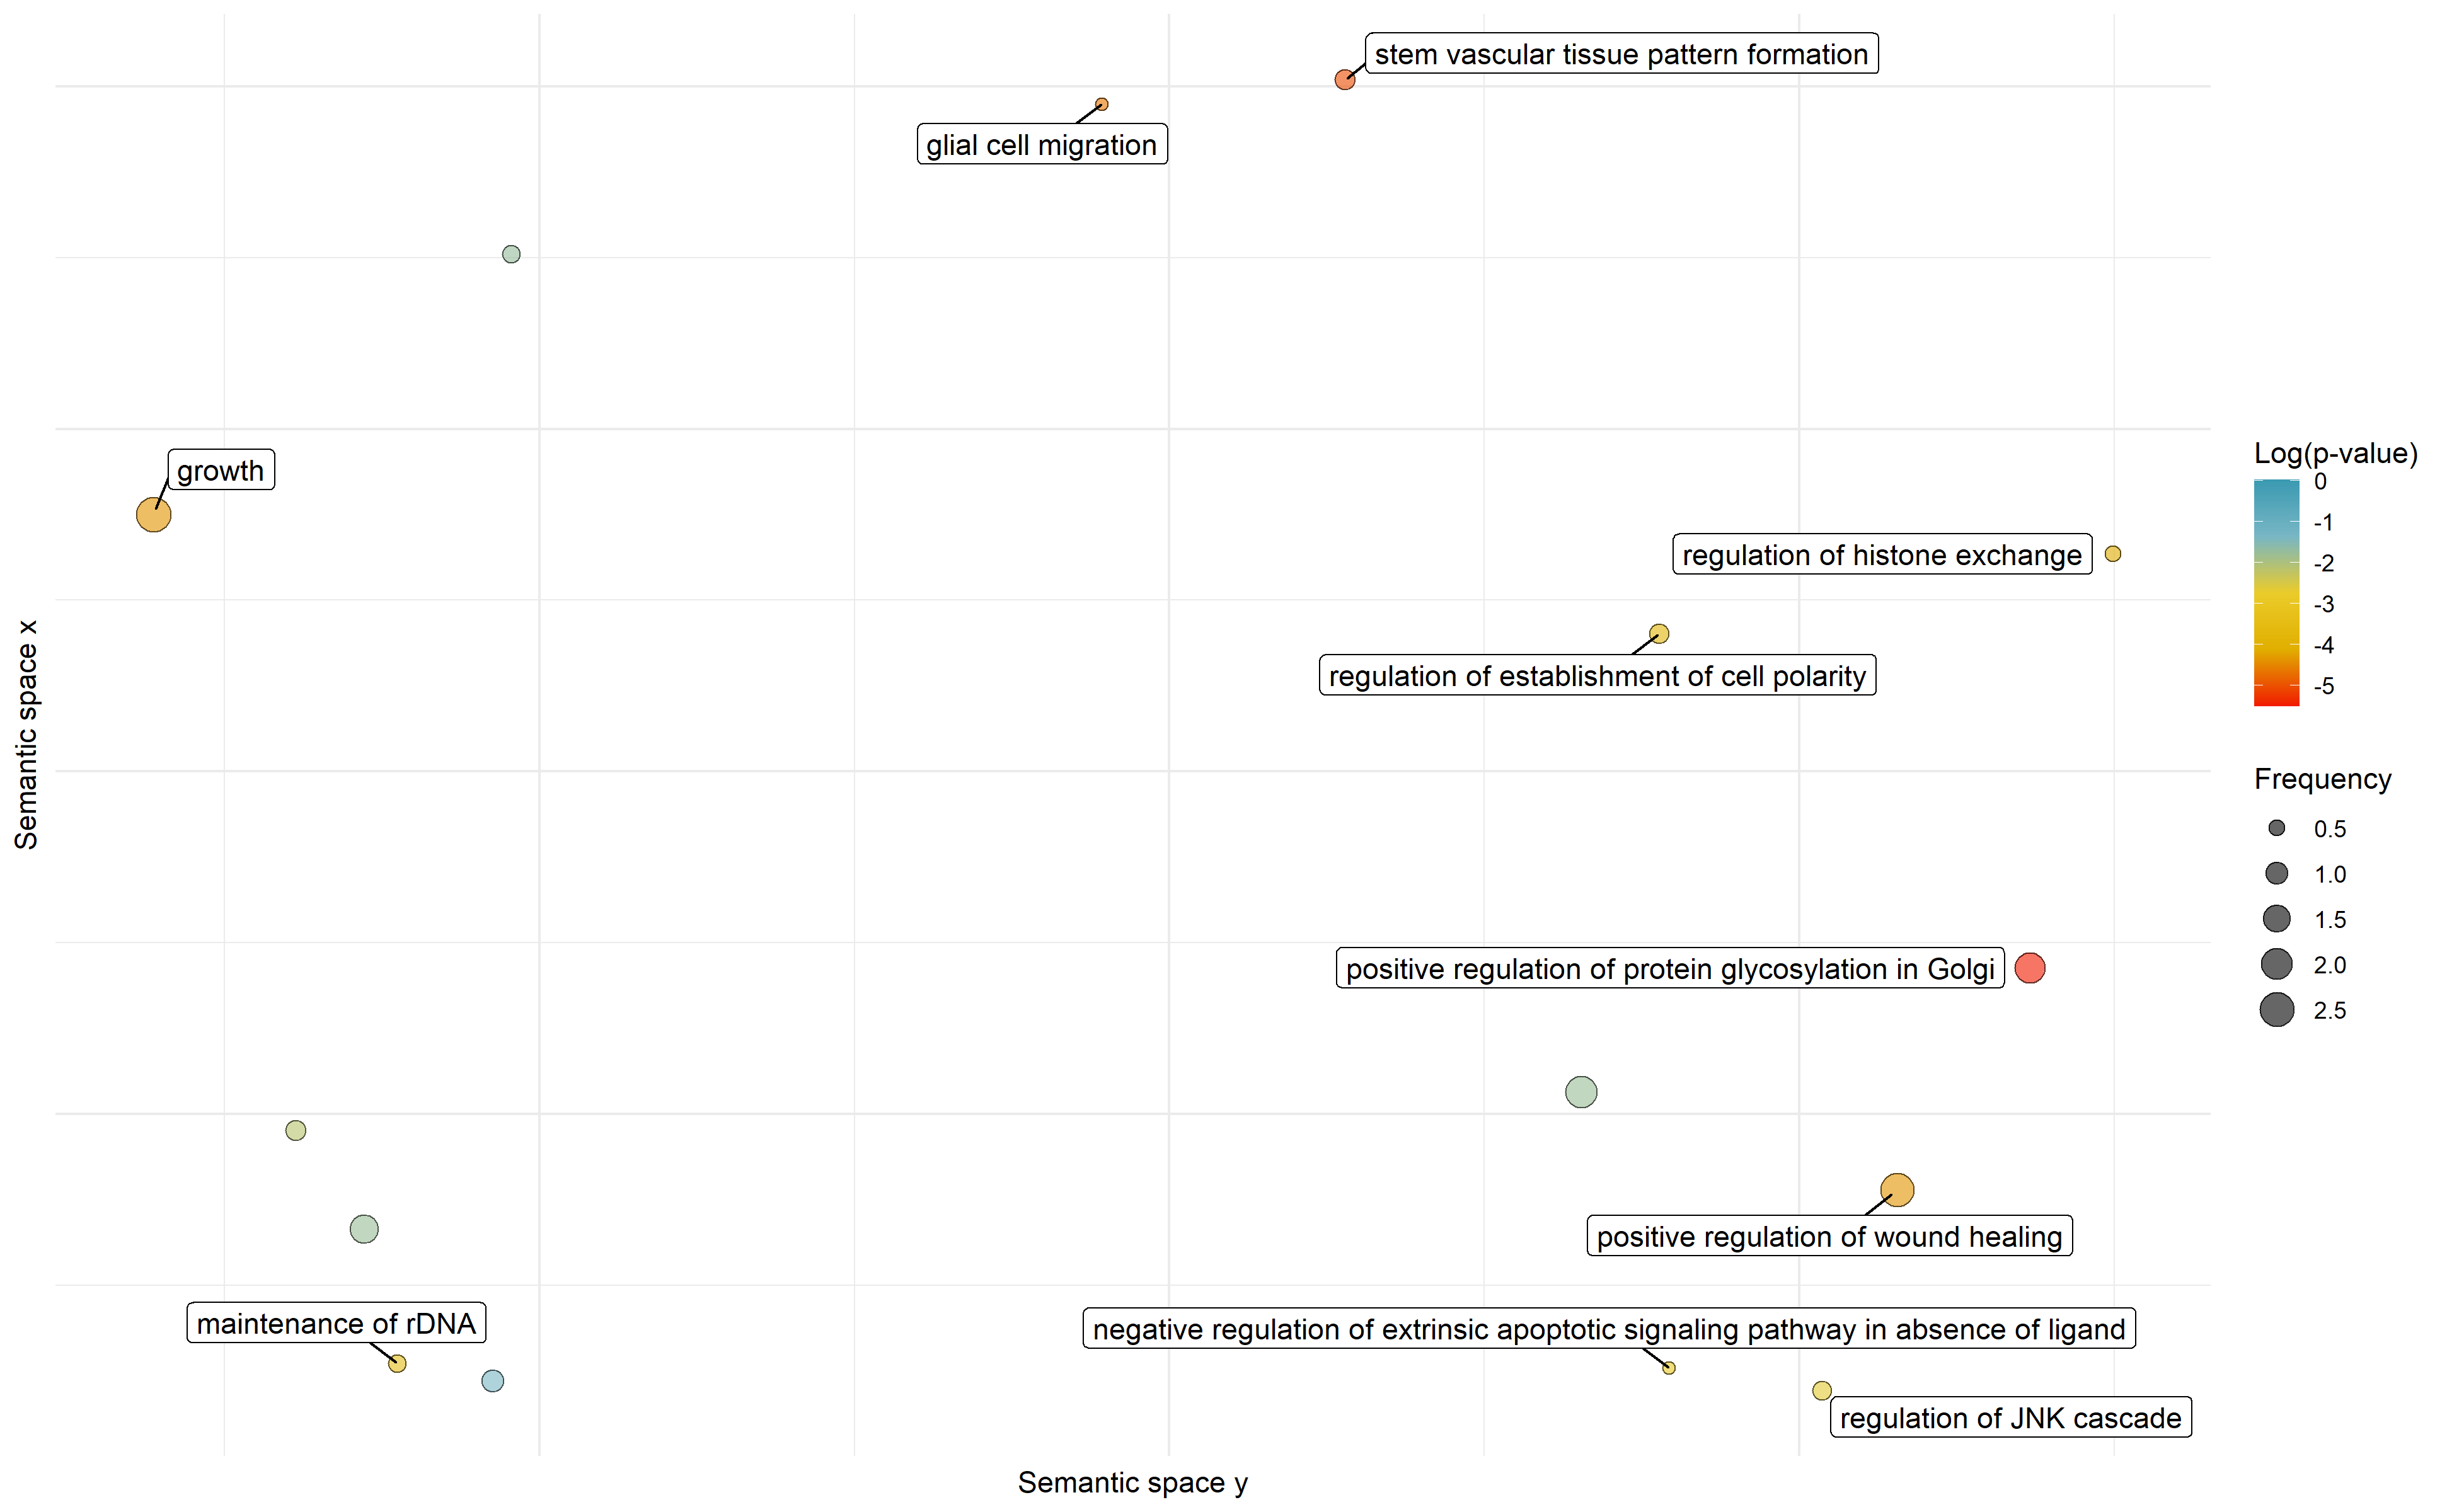 stem vascular tissue pattern formation
glial cell migration
growth
regulation of histone exchange
regulation of establishment of cell polarity
positive regulation of protein glycosylation in Golgi
positive regulation of wound healing
maintenance of rDNA
negative regulation of extrinsic apoptotic signaling pathway in absence of ligand
regulation of JNK cascade
Semantic space x
Semantic space y
Log(p-value)
0
-1
-2
-3
-4
-5
Frequency
0.5
1.0
1.5
2.0
2.5